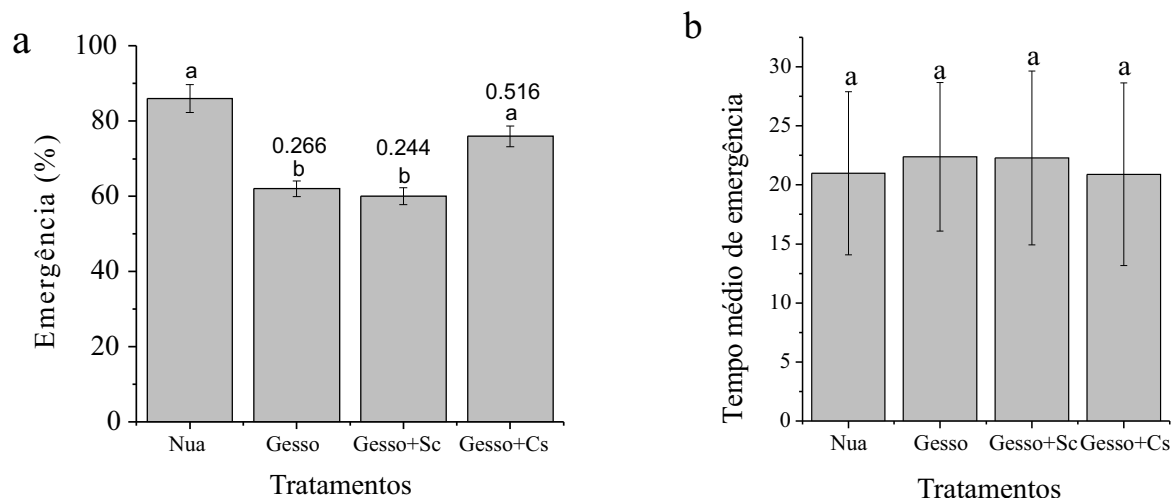 a
Emergência (%)
100
80
60
40
20
0
a
0.266
b
0.244
b
0.516
a
Nua
Gesso
Gesso+Sc
Gesso+Cs
Tratamentos
b
Tempo médio de emergência
30
25
20
15
10
5
0
a
a
a
a
Nua
Gesso
Gesso+Sc
Gesso+Cs
Tratamentos